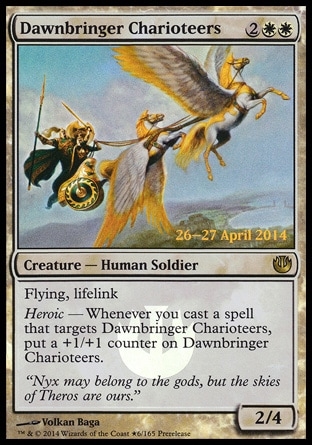 Dawnbringer Charioteers 2
26–27 April 2014
Creature — Human Soldier
Flying, lifelink
Heroic — Whenever you cast a spell
that targets Dawnbringer Charioteers,
put a +1/+1 counter on Dawnbringer
Charioteers.
“Nyx may belong to the gods, but the skies
of Theros are ours.”
Volkan Baga
™ & © 2014 Wizards of the Coast ★6/165 Prerelease
2/4